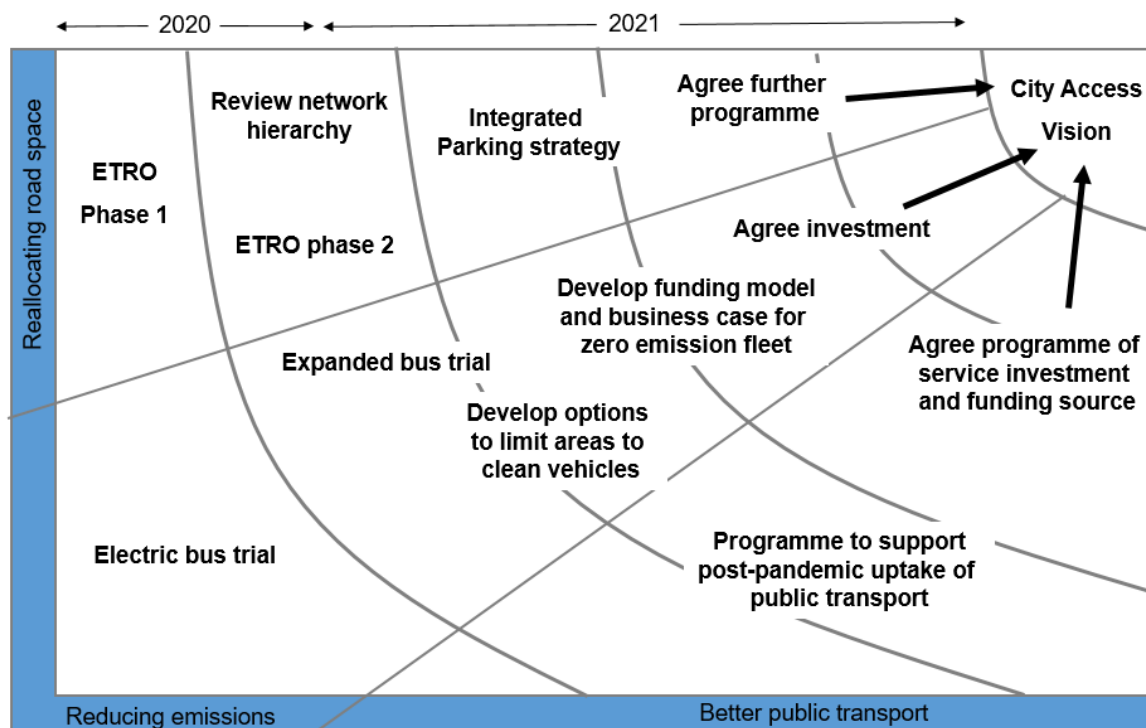 2020
2021
Reallocating road space
ETRO
Phase 1
Review network
hierarchy
ETRO phase 2
Integrated
Parking strategy
Agree further
programme
City Access
Vision
Agree investment
Expanded bus trial
Develop funding model
and business case for
zero emission fleet
Agree programme of
service investment
and funding source
Develop options
to limit areas to
clean vehicles
Electric bus trial
Programme to support
post-pandemic uptake of
public transport
Reducing emissions
Better public transport